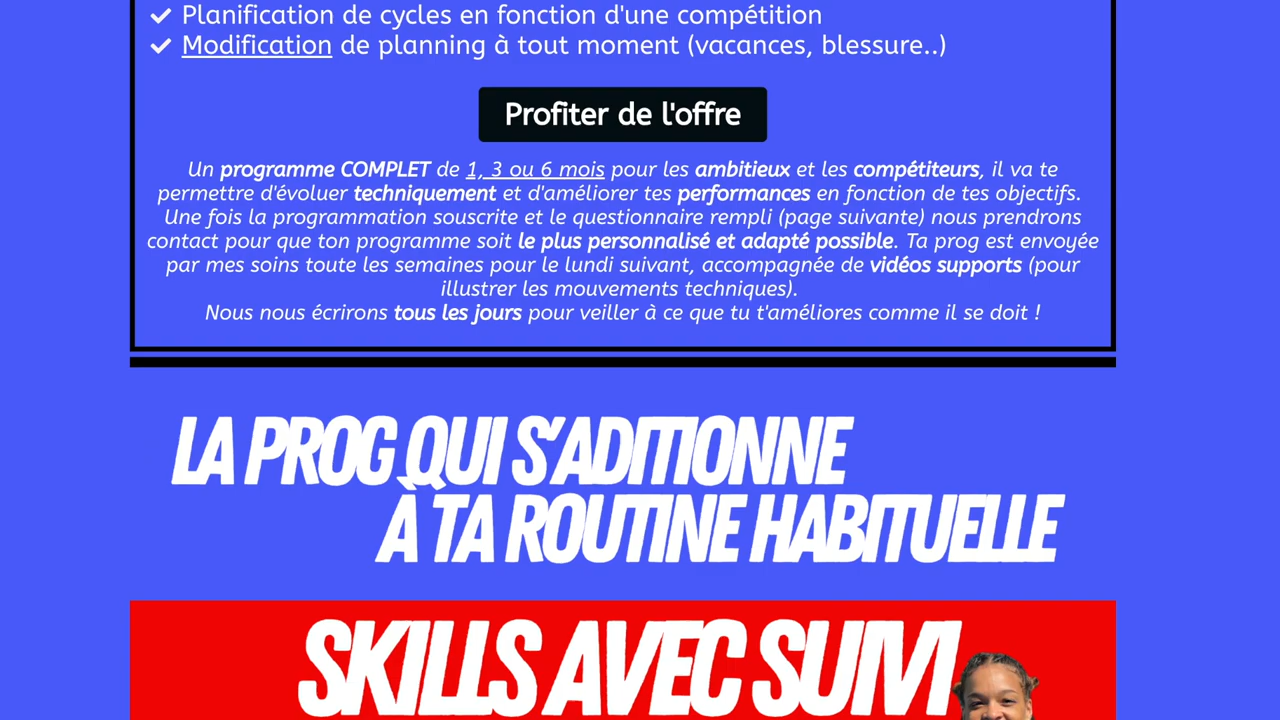 Planification de cycles en fonction d'une compétition
Modification de planning à tout moment (vacances, blessure..)
Profiter de l'offre
Un programme COMPLET de 1, 3 ou 6 mois pour les ambitieux et les compétiteurs, il va te
permettre d'évoluer techniquement et d'améliorer tes performances en fonction de tes objectifs.
Une fois la programmation souscrite et le questionnaire rempli (page suivante) nous prendrons
contact pour que ton programme soit le plus personnalisé et adapté possible. Ta prog est envoyée
par mes soins toute les semaines pour le lundi suivant, accompagnée de vidéos supports (pour
illustrer les mouvements techniques).
Nous nous écrirons tous les jours pour veiller à ce que tu t'améliores comme il se doit !
LA PROG QUI S'ADITIONNE
À TA ROUTINE HABITUELLE
SKILLS AVEC SUIVI